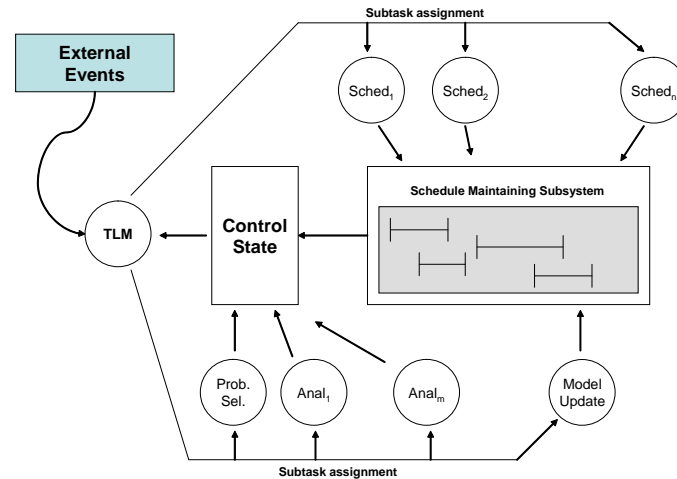 Subtask assignment
External
Events
Sched₁
Sched₂
Schedₙ
Schedule Maintaining Subsystem
TLM
Control
State
Prob.
Sel.
Anal₁
Analₘ
Model
Update
Subtask assignment